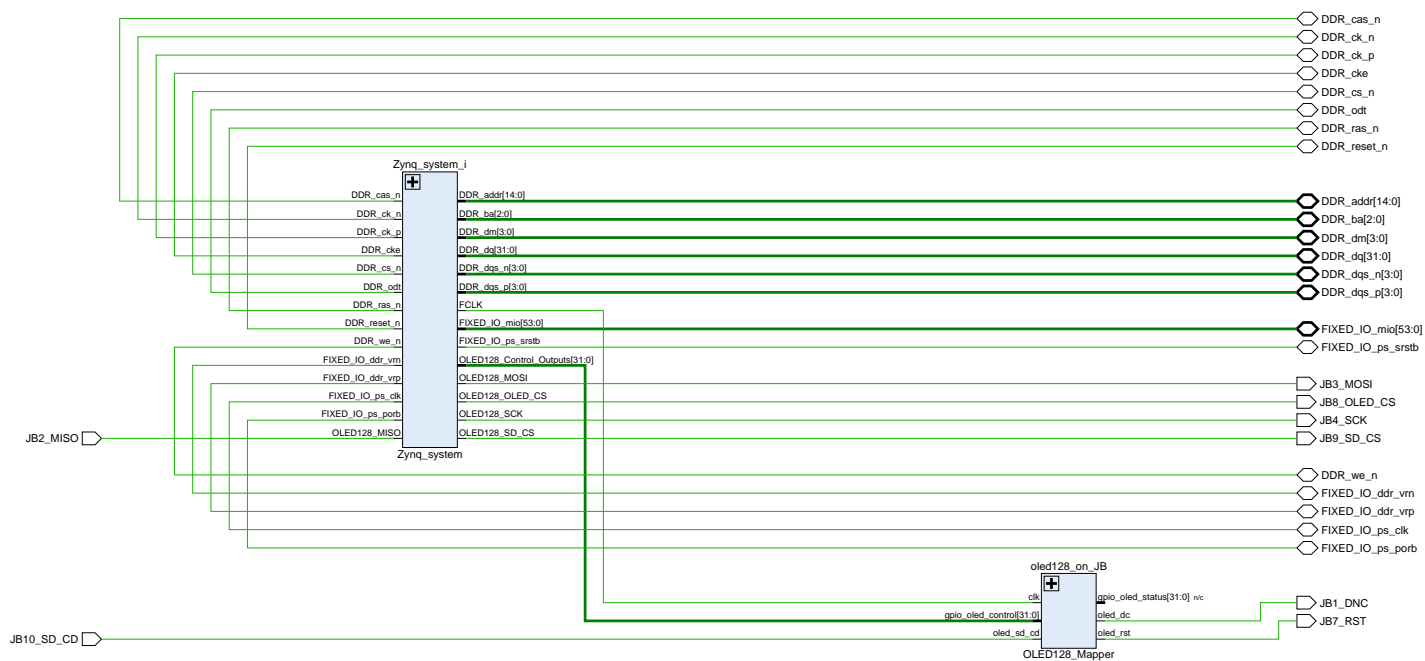 DDR_cas_n
DDR_ck_n
DDR_ck_p
DDR_cke
DDR_cs_n
DDR_odt
DDR_ras_n
DDR_reset_n
Zynq_system_i
DDR_cas_n DDR_addr[14:0] DDR_addr[14:0]
DDR_ck_n DDR_ba[2:0] DDR_ba[2:0]
DDR_ck_p DDR_dm[3:0] DDR_dm[3:0]
DDR_cke DDR_dq[31:0] DDR_dq[31:0]
DDR_cs_n DDR_dqs_n[3:0] DDR_dqs_n[3:0]
DDR_odt DDR_dqs_p[3:0] DDR_dqs_p[3:0]
DDR_ras_n FCLK
DDR_reset_n FIXED_IO_mio[53:0] FIXED_IO_mio[53:0]
DDR_we_n FIXED_IO_ps_srstb FIXED_IO_ps_srstb
FIXED_IO_ddr_vrn OLED128_Control_Outputs[31:0]
FIXED_IO_ddr_vrp OLED128_MOSI JB3_MOSI
FIXED_IO_ps_clk OLED128_OLED_CS JB8_OLED_CS
FIXED_IO_ps_porb OLED128_SCK JB4_SCK
JB2_MISO OLED128_MISO OLED128_SD_CS JB9_SD_CS
Zynq_system
DDR_we_n
FIXED_IO_ddr_vrn
FIXED_IO_ddr_vrp
FIXED_IO_ps_clk
FIXED_IO_ps_porb
oled128_on_JB
clk gpio_oled_status[31:0] n/c JB1_DNC
gpio_oled_control[31:0] oled_dc JB7_RST
JB10_SD_CD oled_sd_cd oled_rst
OLED128_Mapper